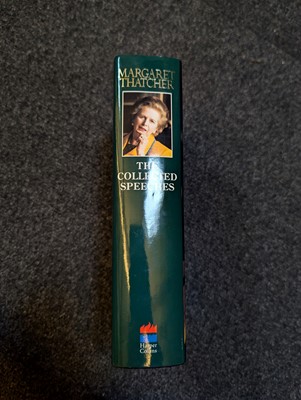 MARGARET
THATCHER
THE
COLLECTED
SPEECHES
Harper
Collins